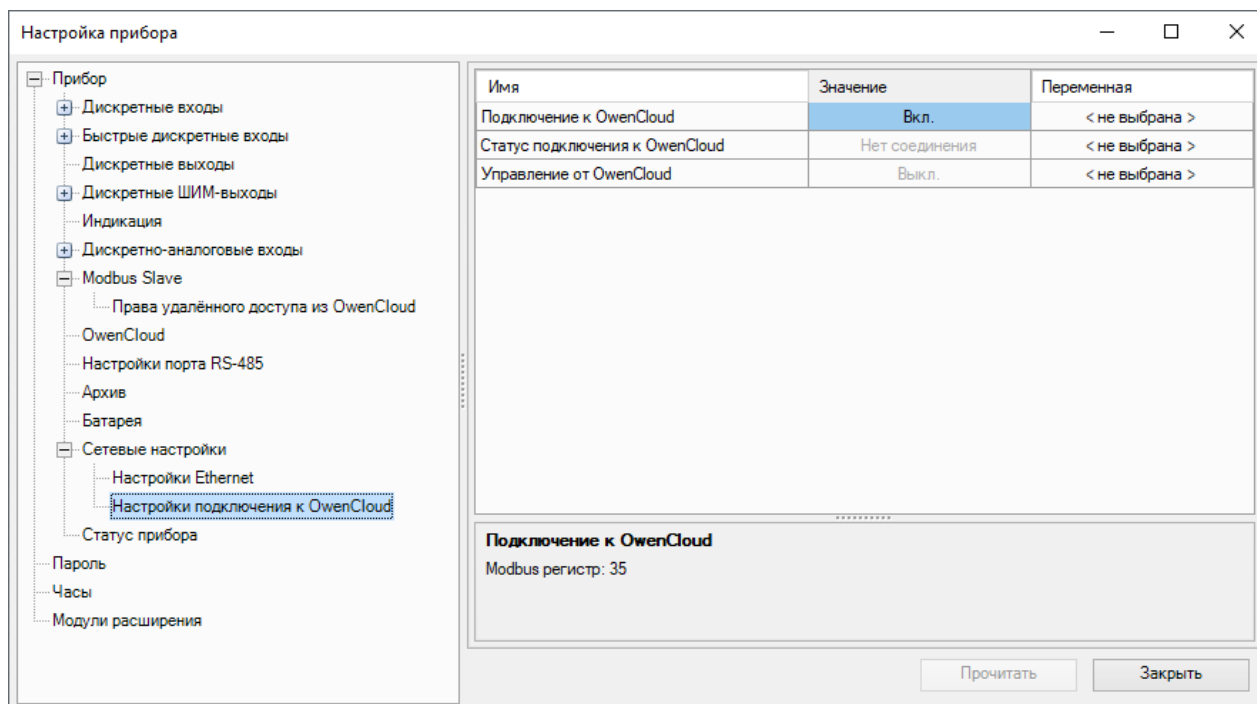 Настройка прибора
Прибор
Дискретные входы
Быстрые дискретные входы
Дискретные выходы
Дискретные ШИМ-выходы
Индикация
Дискретно-аналоговые входы
Modbus Slave
Права удалённого доступа из OwenCloud
OwenCloud
Настройки порта RS-485
Архив
Батарея
Сетевые настройки
Настройки Ethernet
Настройки подключения к OwenCloud
Статус прибора
Пароль
Часы
Модули расширения
Имя Значение Переменная
Подключение к OwenCloud Вкл. < не выбрана >
Статус подключения к OwenCloud Нет соединения < не выбрана >
Управление от OwenCloud Выкл. < не выбрана >
Подключение к OwenCloud
Modbus регистр: 35
Прочитать Закрыть